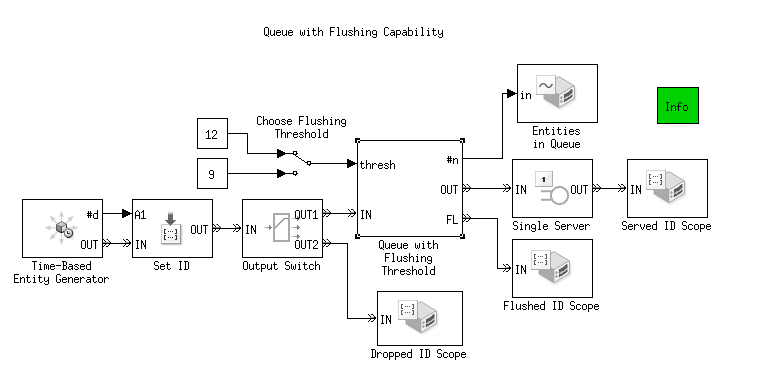 Queue with Flushing Capability
in
Entities
in Queue
Info
12
Choose Flushing
Threshold
9
thresh
#n
OUT
IN
FL
IN
OUT
Single Server
IN
Served ID Scope
#d
OUT
Time-Based
Entity Generator
A1
IN
OUT
Set ID
IN
OUT1
OUT2
Output Switch
Queue with
Flushing
Threshold
IN
Flushed ID Scope
IN
Dropped ID Scope